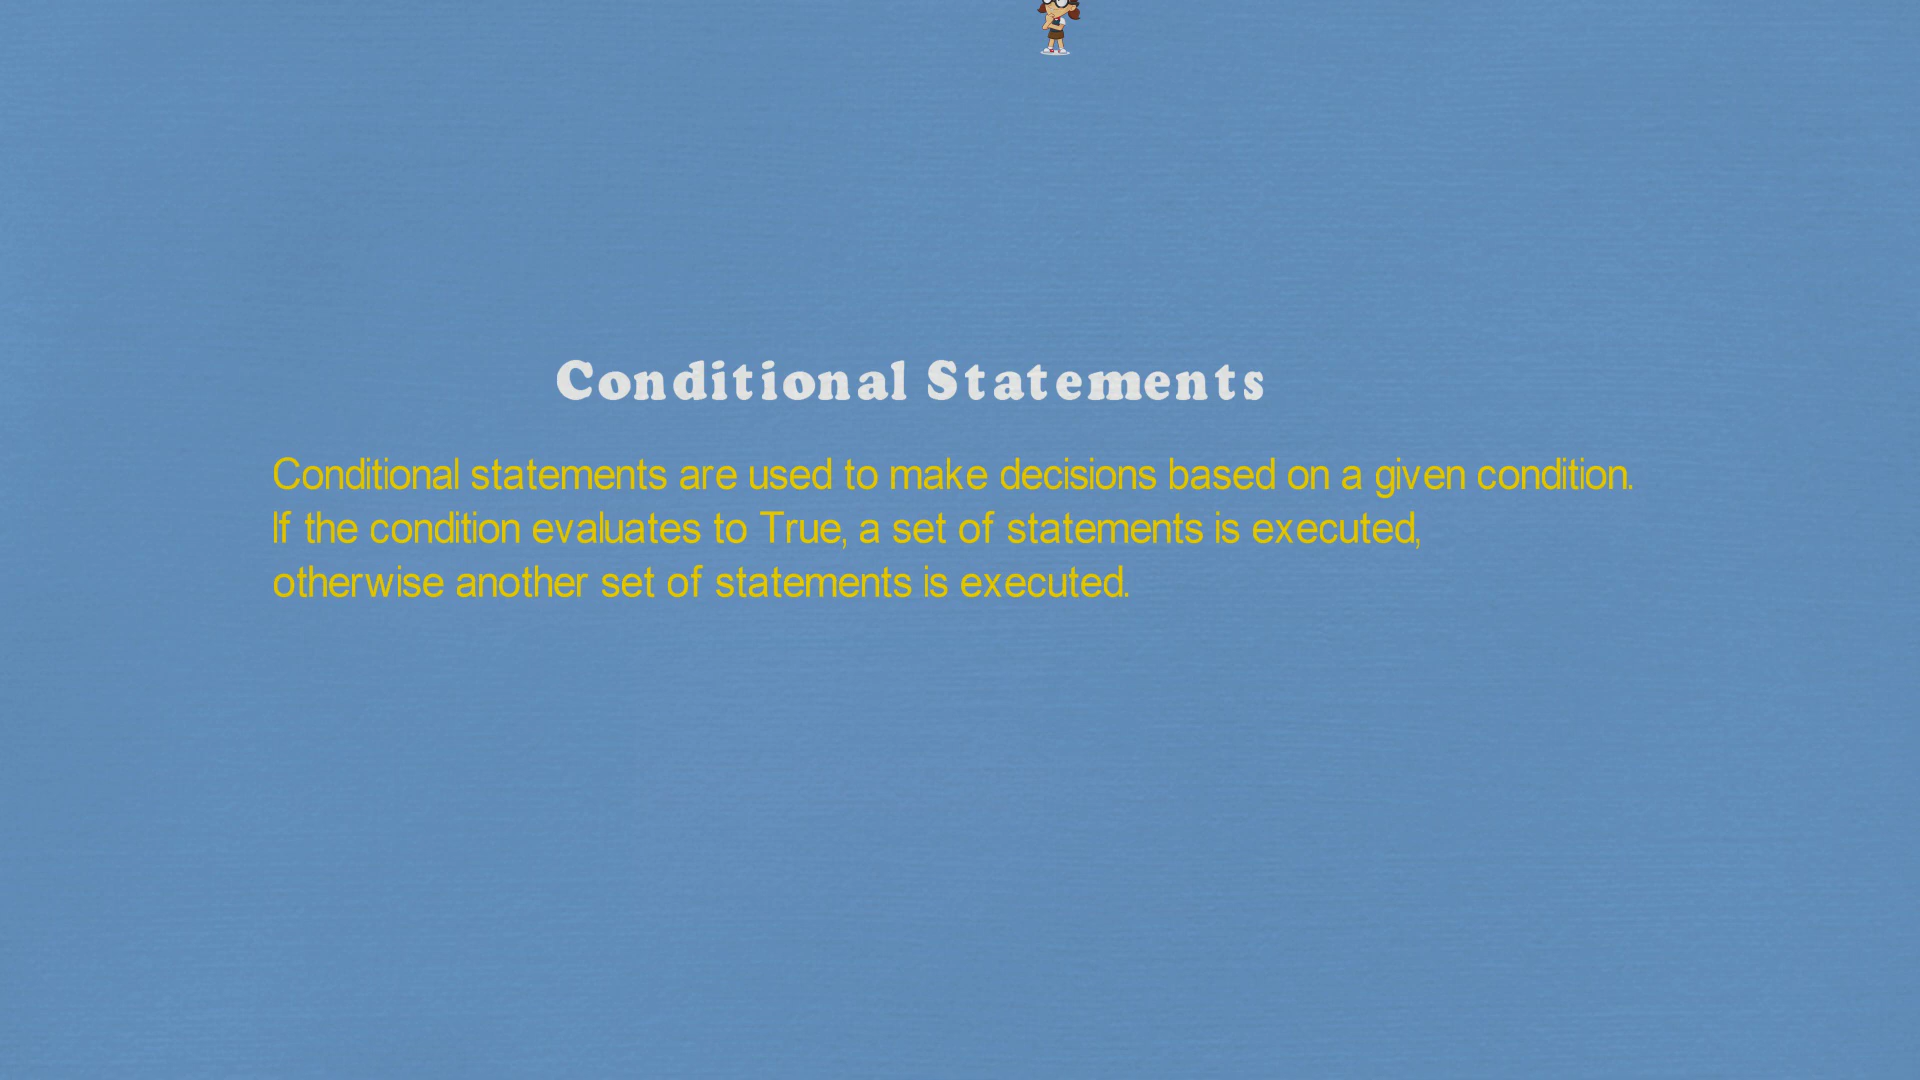 Conditional Statements
Conditional statements are used to make decisions based on a given condition.
If the condition evaluates to True, a set of statements is executed,
otherwise another set of statements is executed.